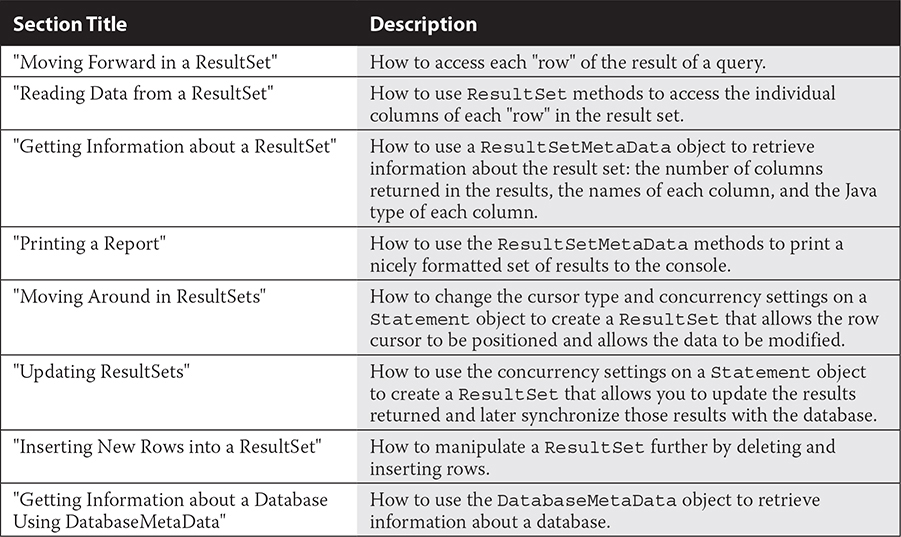 Section Title Description
"Moving Forward in a ResultSet" How to access each "row" of the result of a query.
"Reading Data from a ResultSet" How to use ResultSet methods to access the individual
columns of each "row" in the result set.
"Getting Information about a ResultSet" How to use a ResultSetMetaData object to retrieve
information about the result set: the number of columns
returned in the results, the names of each column, and the Java
type of each column.
"Printing a Report" How to use the ResultSetMetaData methods to print a
nicely formatted set of results to the console.
"Moving Around in ResultSets" How to change the cursor type and concurrency settings on a
Statement object to create a ResultSet that allows the row
cursor to be positioned and allows the data to be modified.
"Updating ResultSets" How to use the concurrency settings on a Statement object
to create a ResultSet that allows you to update the results
returned and later synchronize those results with the database.
"Inserting New Rows into a ResultSet" How to manipulate a ResultSet further by deleting and
inserting rows.
"Getting Information about a Database How to use the DatabaseMetaData object to retrieve
Using DatabaseMetaData" information about a database.